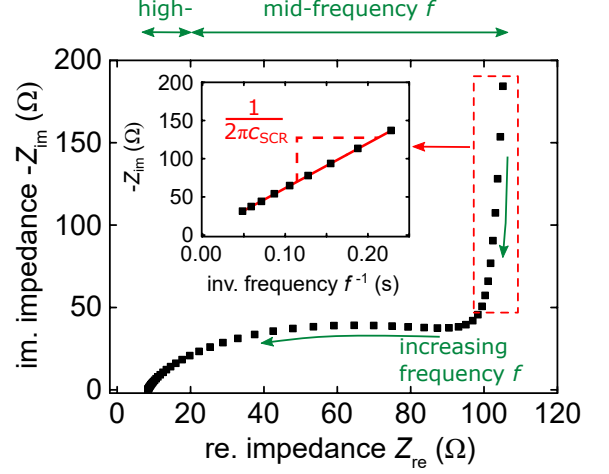 high- mid-frequency f
200
150
100
50
0
im. impedance -Z_im (Ω)
200
150
100
50
0
-Z_im (Ω)
1
2πC_SCR
0.00 0.10 0.20
inv. frequency f ⁻¹ (s)
increasing
frequency f
0 20 40 60 80 100 120
re. impedance Z_re (Ω)